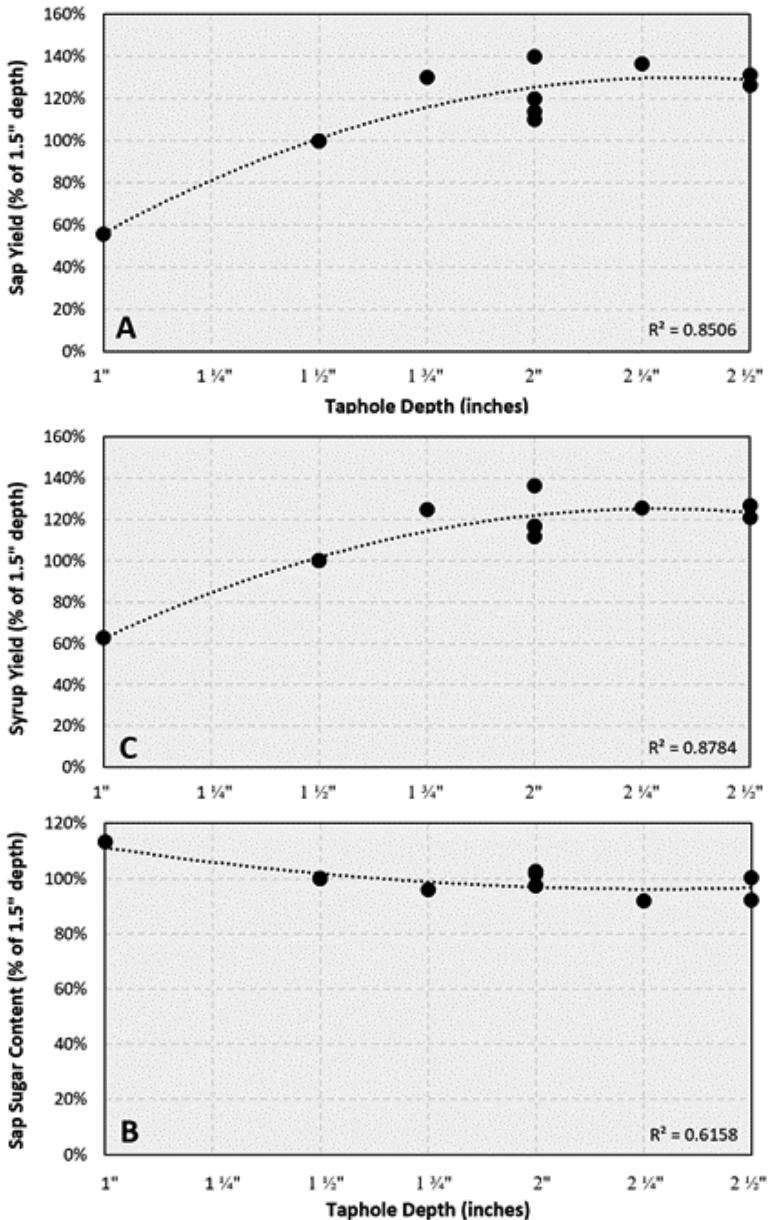 Sap Yield (% of 1.5" depth)
160%
140%
120%
100%
80%
60%
40%
20%
0%
A
R² = 0.8506
1" 1 ¼" 1 ½" 1 ¾" 2" 2 ¼" 2 ½"
Taphole Depth (inches)
Syrup Yield (% of 1.5" depth)
160%
140%
120%
100%
80%
60%
40%
20%
0%
C
R² = 0.8784
1" 1 ¼" 1 ½" 1 ¾" 2" 2 ¼" 2 ½"
Sap Sugar Content (% of 1.5" depth)
120%
100%
80%
60%
40%
20%
0%
B
R² = 0.6158
1" 1 ¼" 1 ½" 1 ¾" 2" 2 ¼" 2 ½"
Taphole Depth (inches)